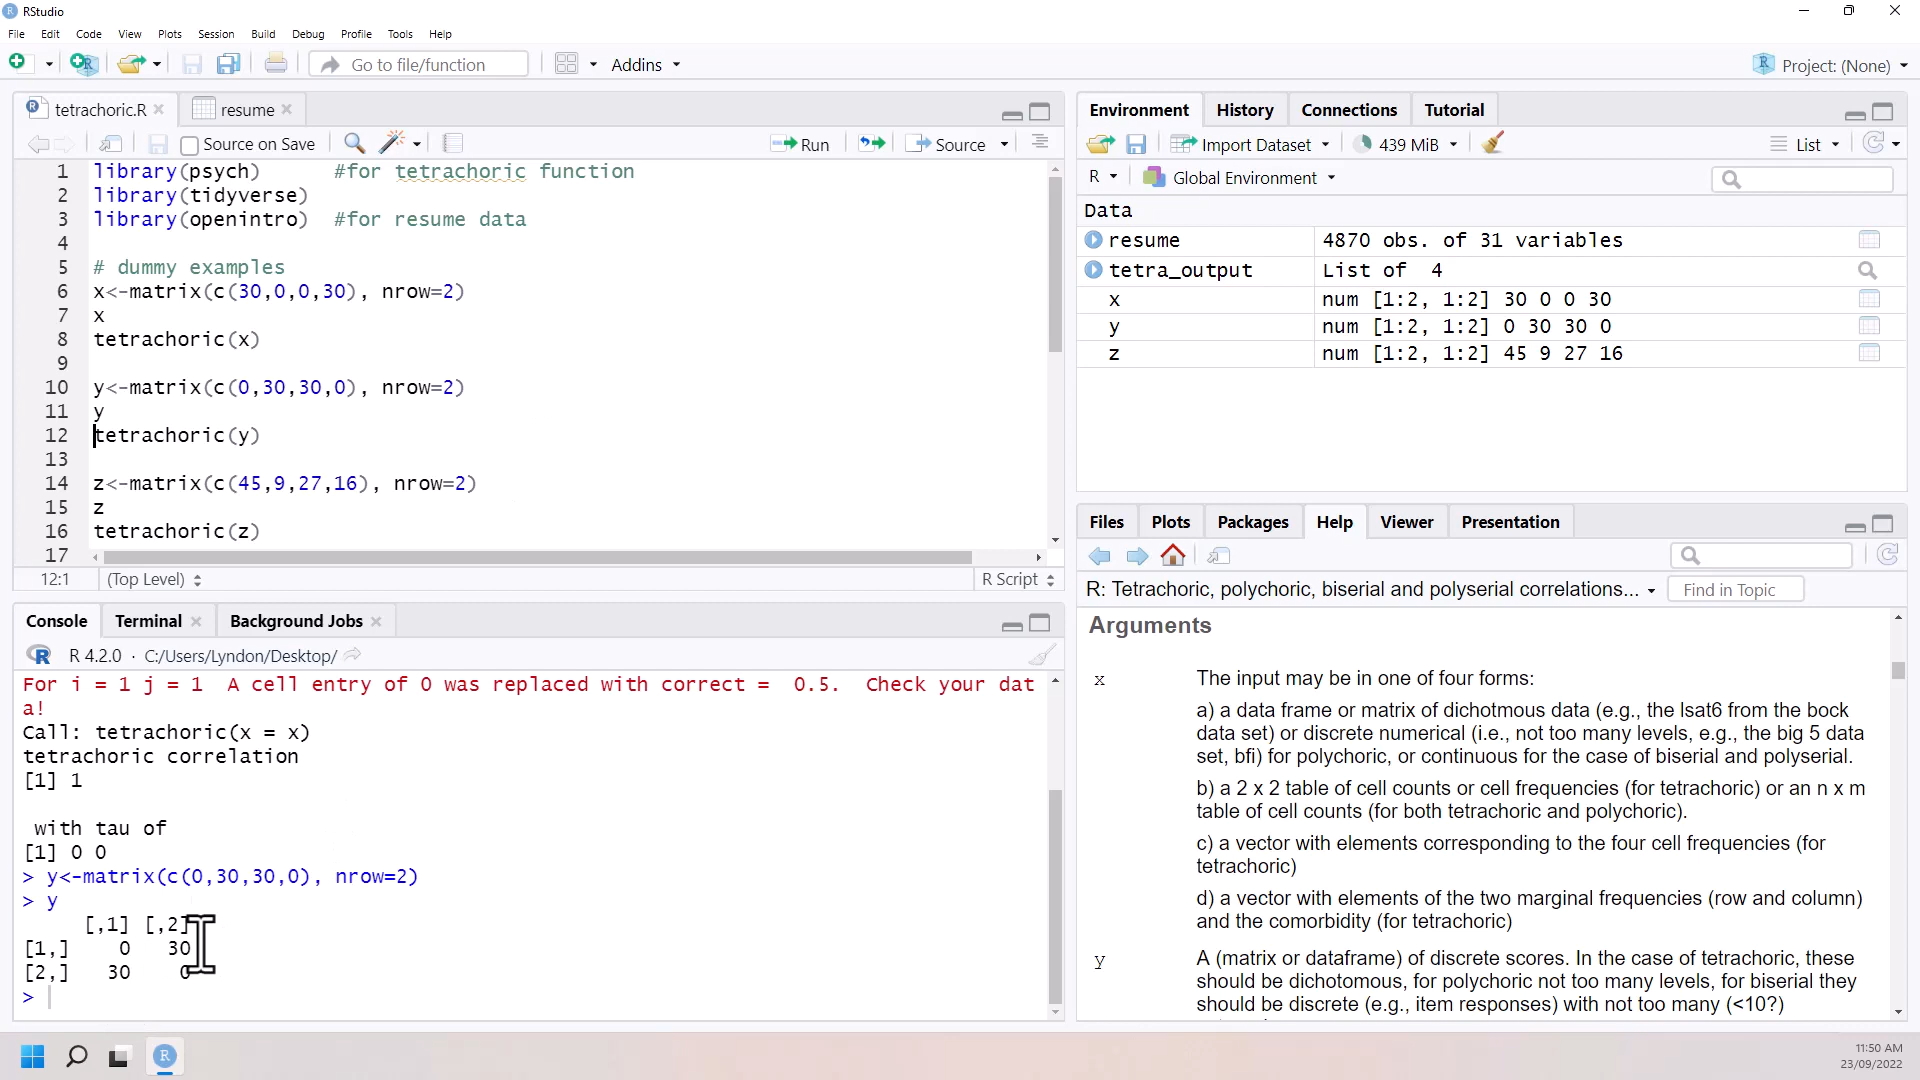 RStudio
File Edit Code View Plots Session Build Debug Profile Tools Help
Go to file/function Addins Project: (None)
tetrachoric.R resume
Source on Save Run Source
1 library(psych) #for tetrachoric function
2 library(tidyverse)
3 library(openintro) #for resume data
4
5 # dummy examples
6 x<-matrix(c(30,0,0,30), nrow=2)
7 x
8 tetrachoric(x)
9
10 y<-matrix(c(0,30,30,0), nrow=2)
11 y
12 tetrachoric(y)
13
14 z<-matrix(c(45,9,27,16), nrow=2)
15 z
16 tetrachoric(z)
17
12:1 (Top Level) R Script
Console Terminal Background Jobs
R 4.2.0 · C:/Users/Lyndon/Desktop/
For i = 1 j = 1 A cell entry of 0 was replaced with correct = 0.5. Check your dat
a!
Call: tetrachoric(x = x)
tetrachoric correlation
[1] 1
with tau of
[1] 0 0
> y<-matrix(c(0,30,30,0), nrow=2)
> y
[,1] [,2]
[1,] 0 30
[2,] 30 0
>
Environment History Connections Tutorial
Import Dataset 439 MiB List
R Global Environment
Data
resume 4870 obs. of 31 variables
tetra_output List of 4
x num [1:2, 1:2] 30 0 0 30
y num [1:2, 1:2] 0 30 30 0
z num [1:2, 1:2] 45 9 27 16
Files Plots Packages Help Viewer Presentation
R: Tetrachoric, polychoric, biserial and polyserial correlations... Find in Topic
Arguments
x The input may be in one of four forms:
a) a data frame or matrix of dichotmous data (e.g., the lsat6 from the bock
data set) or discrete numerical (i.e., not too many levels, e.g., the big 5 data
set, bfi) for polychoric, or continuous for the case of biserial and polyserial.
b) a 2 x 2 table of cell counts or cell frequencies (for tetrachoric) or an n x m
table of cell counts (for both tetrachoric and polychoric).
c) a vector with elements corresponding to the four cell frequencies (for
tetrachoric)
d) a vector with elements of the two marginal frequencies (row and column)
and the comorbidity (for tetrachoric)
y A (matrix or dataframe) of discrete scores. In the case of tetrachoric, these
should be dichotomous, for polychoric not too many levels, for biserial they
should be discrete (e.g., item responses) with not too many (<10?)
11:50 AM
23/09/2022